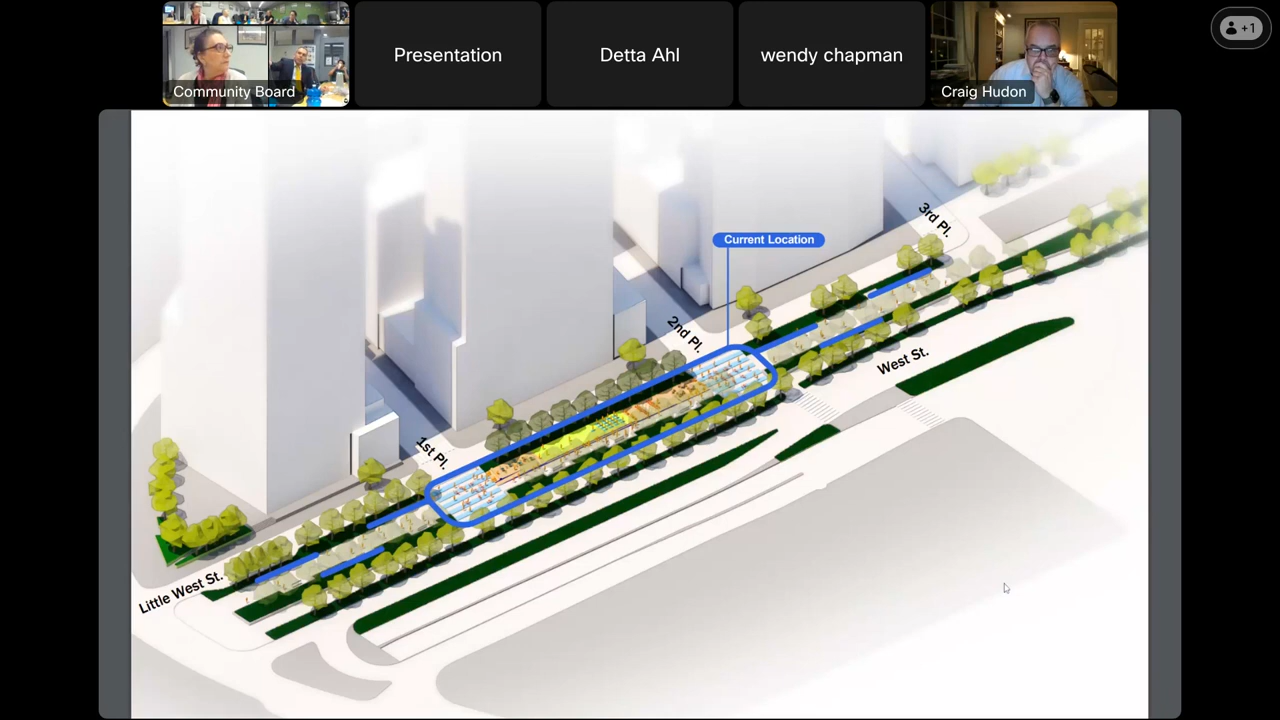 Community Board
Presentation
Detta Ahl
wendy chapman
Craig Hudon
+1
3rd Pl.
Current Location
2nd Pl.
West St.
1st Pl.
Little West St.